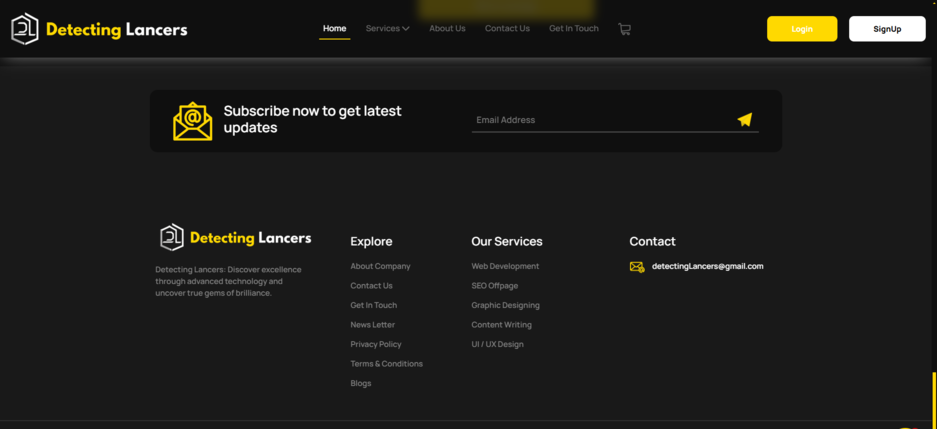 Detecting Lancers
Home
Services
About Us
Contact Us
Get In Touch
Login
SignUp
Subscribe now to get latest
updates
Email Address
Detecting Lancers
Detecting Lancers: Discover excellence
through advanced technology and
uncover true gems of brilliance.
Explore
About Company
Contact Us
Get In Touch
News Letter
Privacy Policy
Terms & Conditions
Blogs
Our Services
Web Development
SEO Offpage
Graphic Designing
Content Writing
UI / UX Design
Contact
detectingLancers@gmail.com